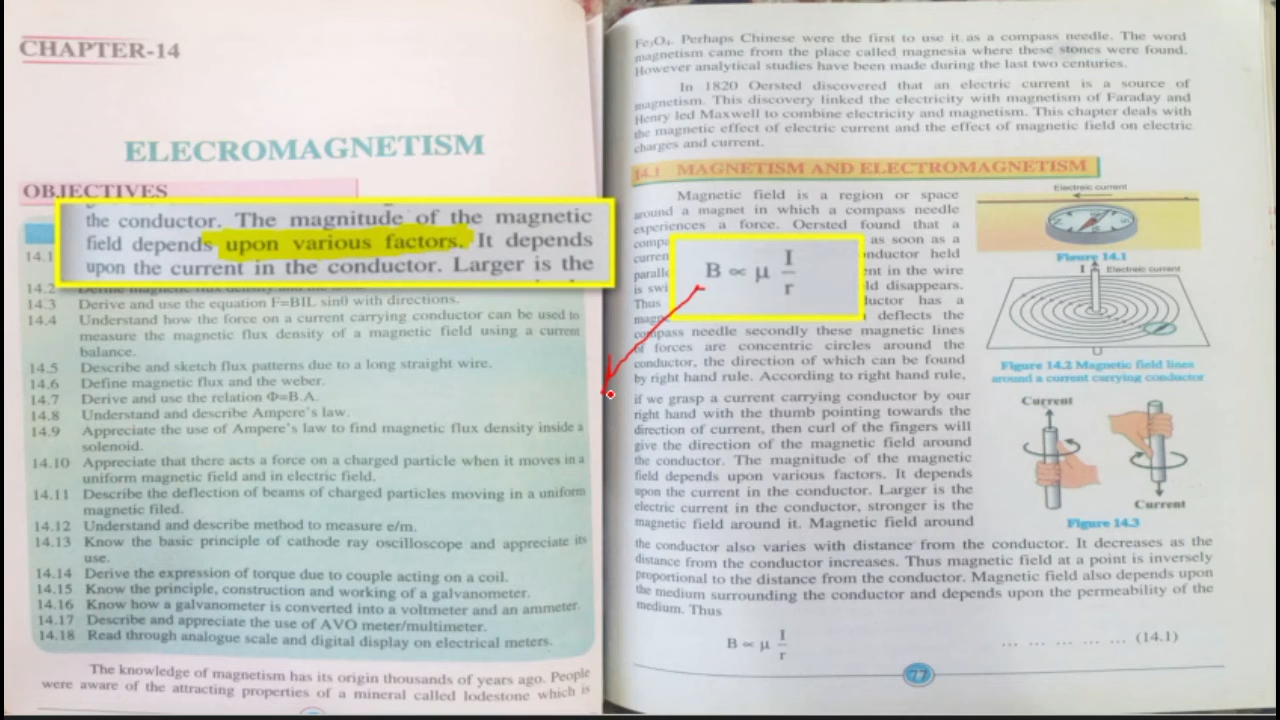 CHAPTER-14
ELECROMAGNETISM
OBJECTIVES
the conductor. The magnitude of the magnetic
field depends upon various factors. It depends
upon the current in the conductor. Larger is the
14.1
14.2
14.3 Derive and use the equation F=BIL sinθ with directions.
14.4 Understand how the force on a current carrying conductor can be used to
measure the magnetic flux density of a magnetic field using a current
balance.
14.5 Describe and sketch flux patterns due to a long straight wire.
14.6 Define magnetic flux and the weber.
14.7 Derive and use the relation Φ=B.A.
14.8 Understand and describe Ampere's law.
14.9 Appreciate the use of Ampere's law to find magnetic flux density inside a
solenoid.
14.10 Appreciate that there acts a force on a charged particle when it moves in a
uniform magnetic field and in electric field.
14.11 Describe the deflection of beams of charged particles moving in a uniform
magnetic filed.
14.12 Understand and describe method to measure e/m.
14.13 Know the basic principle of cathode ray oscilloscope and appreciate its
use.
14.14 Derive the expression of torque due to couple acting on a coil.
14.15 Know the principle, construction and working of a galvanometer.
14.16 Know how a galvanometer is converted into a voltmeter and an ammeter.
14.17 Describe and appreciate the use of AVO meter/multimeter.
14.18 Read through analogue scale and digital display on electrical meters.
The knowledge of magnetism has its origin thousands of years ago. People
were aware of the attracting properties of a mineral called lodestone which is
Fe₃O₄. Perhaps Chinese were the first to use it as a compass needle. The word
magnetism came from the place called magnesia where these stones were found.
However analytical studies have been made during the last two centuries.
In 1820 Oersted discovered that an electric current is a source of
magnetism. This discovery linked the electricity with magnetism of Faraday and
Henry led Maxwell to combine electricity and magnetism. This chapter deals with
the magnetic effect of electric current and the effect of magnetic field on electric
charges and current.
14.1 MAGNETISM AND ELECTROMAGNETISM
Magnetic field is a region or space
around a magnet in which a compass needle
experiences a force. Oersted found that a
compa as soon as a
curren nductor held
paralle nt in the wire
is swi ld disappears.
Thus ductor has a
magne deflects the
B ∝ μ I/r
compass needle secondly these magnetic lines
of forces are concentric circles around the
conductor, the direction of which can be found
by right hand rule. According to right hand rule,
if we grasp a current carrying conductor by our
right hand with the thumb pointing towards the
direction of current, then curl of the fingers will
give the direction of the magnetic field around
the conductor. The magnitude of the magnetic
field depends upon various factors. It depends
upon the current in the conductor. Larger is the
electric current in the conductor, stronger is the
magnetic field around it. Magnetic field around
the conductor also varies with distance from the conductor. It decreases as the
distance from the conductor increases. Thus magnetic field at a point is inversely
proportional to the distance from the conductor. Magnetic field also depends upon
the medium surrounding the conductor and depends upon the permeability of the
medium. Thus
B ∝ μ I/r ... ... ... ... ... (14.1)
Electreic current
Figure 14.1
I Electreic current
Figure 14.2 Magnetic field lines
around a current carrying conductor
Current
Current
Figure 14.3
77